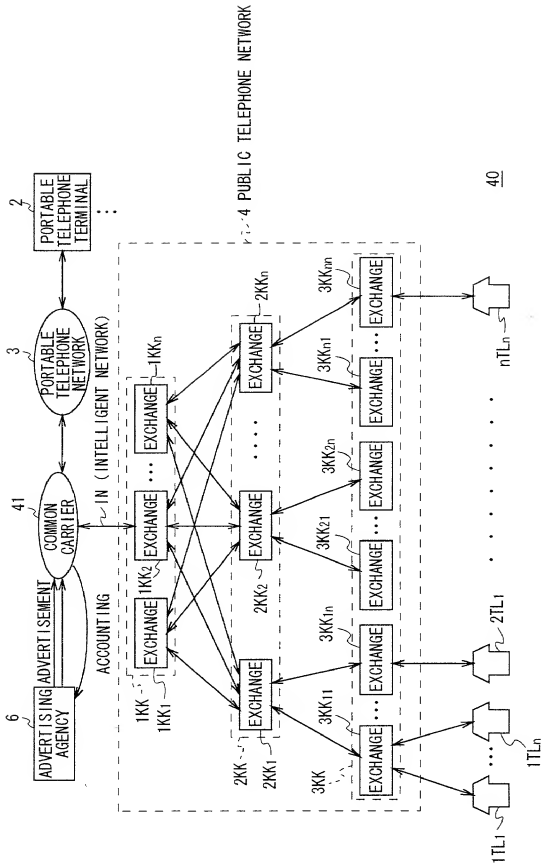 6
ADVERTISING
AGENCY
ADVERTISEMENT
ACCOUNTING
41
COMMON
CARRIER
3
PORTABLE
TELEPHONE
NETWORK
2
PORTABLE
TELEPHONE
TERMINAL
IN (INTELLIGENT NETWORK)
4 PUBLIC TELEPHONE NETWORK
1KK
EXCHANGE
1KK1
EXCHANGE
1KK2
EXCHANGE
1KKn
2KK
EXCHANGE
2KK1
EXCHANGE
2KK2
EXCHANGE
2KKn
3KK
EXCHANGE
3KK11
EXCHANGE
3KK1n
EXCHANGE
3KK21
EXCHANGE
3KK2n
EXCHANGE
3KKn1
EXCHANGE
3KKnn
1TL1
1TLn
2TL1
nTLn
40